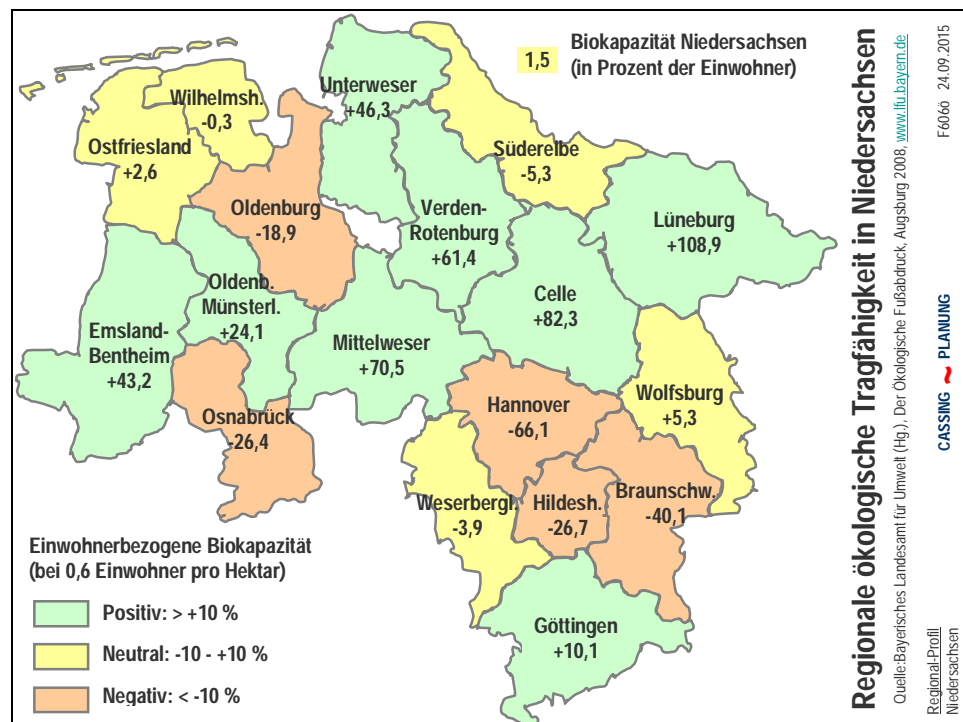 1,5
Biokapazität Niedersachsen
(in Prozent der Einwohner)
Unterweser
+46,3
Wilhelmsh.
-0,3
Ostfriesland
+2,6
Süderelbe
-5,3
Oldenburg
-18,9
Verden-
Rotenburg
+61,4
Lüneburg
+108,9
Oldenb.
Münsterl.
+24,1
Celle
+82,3
Emsland-
Bentheim
+43,2
Mittelweser
+70,5
Wolfsburg
+5,3
Hannover
-66,1
Osnabrück
-26,4
Weserbergl.
-3,9
Hildesh.
-26,7
Braunschw.
-40,1
Göttingen
+10,1
Einwohnerbezogene Biokapazität
(bei 0,6 Einwohner pro Hektar)
Positiv: > +10 %
Neutral: -10 - +10 %
Negativ: < -10 %
Regionale ökologische Tragfähigkeit in Niedersachsen
Quelle:Bayerisches Landesamt für Umwelt (Hg.), Der Ökologische Fußabdruck, Augsburg 2008, www.lfu.bayern.de
Regional-Profil
Niedersachsen
CASSING ~ PLANUNG
F606ö 24.09.2015